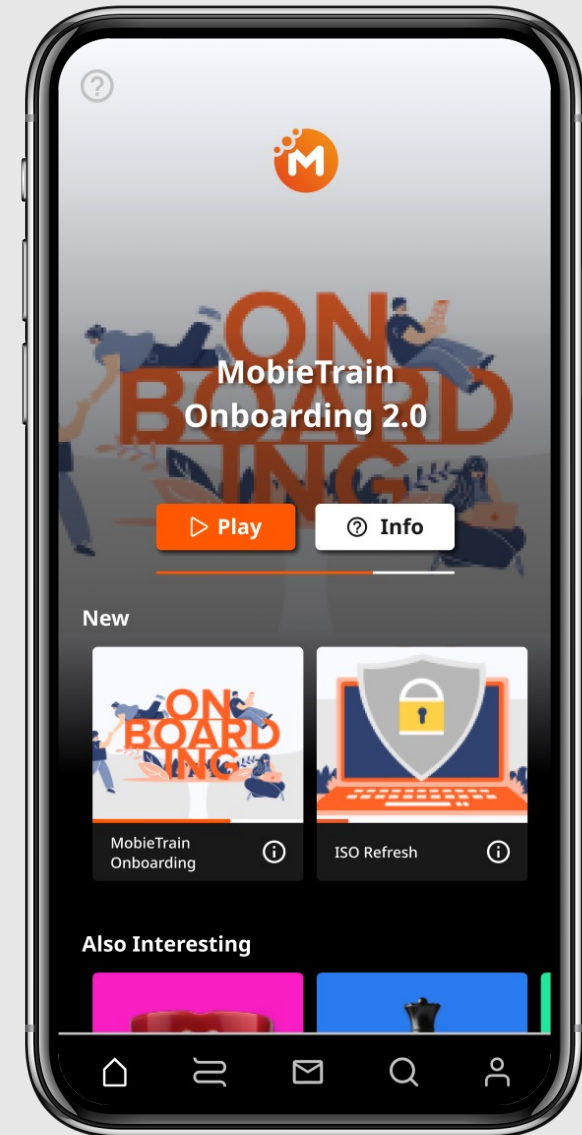 M
ON
BOARD
ING
MobieTrain
Onboarding 2.0
Play
Info
New
ON
BOARD
ING
MobieTrain
Onboarding
ISO Refresh
Also Interesting